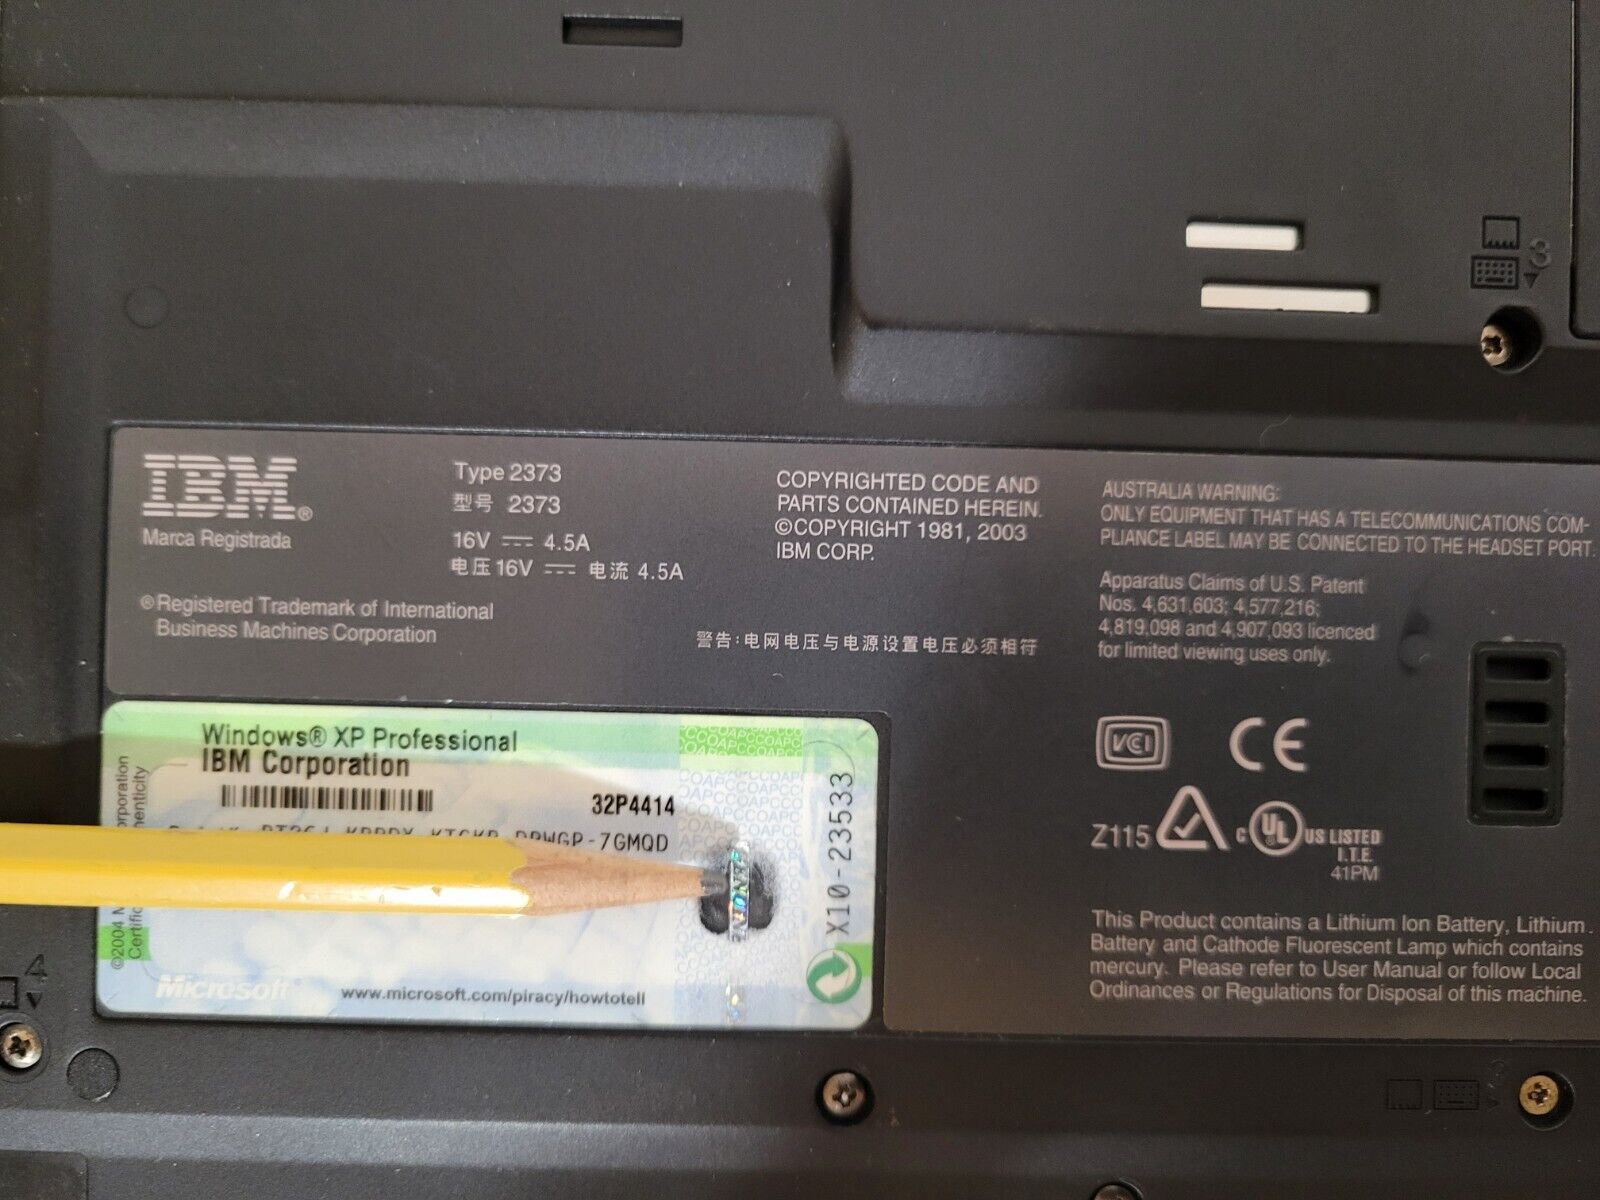 IBM®
Marca Registrada
®Registered Trademark of International
Business Machines Corporation
Type 2373
型号 2373
16V 4.5A
电压16V 电流 4.5A
COPYRIGHTED CODE AND
PARTS CONTAINED HEREIN.
©COPYRIGHT 1981, 2003
IBM CORP.
警告:电网电压与电源设置电压必须相符
AUSTRALIA WARNING:
ONLY EQUIPMENT THAT HAS A TELECOMMUNICATIONS COM-
PLIANCE LABEL MAY BE CONNECTED TO THE HEADSET PORT.
Apparatus Claims of U.S. Patent
Nos. 4,631,603; 4,577,216;
4,819,098 and 4,907,093 licenced
for limited viewing uses only.
VCI
CE
Z115
C UL US LISTED
I.T.E.
41PM
This Product contains a Lithium Ion Battery, Lithium
Battery and Cathode Fluorescent Lamp which contains
mercury. Please refer to User Manual or follow Local
Ordinances or Regulations for Disposal of this machine.
Windows® XP Professional
IBM Corporation
32P4414
-7GMQD
X10-23533
©2004
Microsoft
www.microsoft.com/piracy/howtotell
3
4